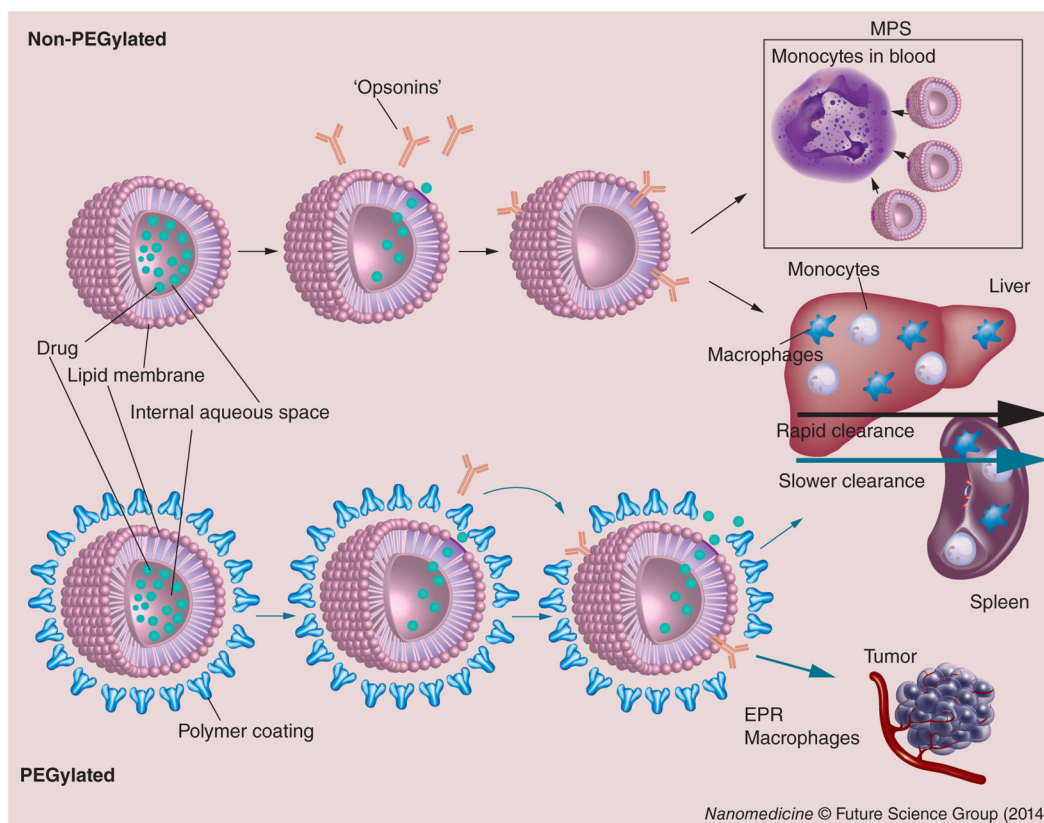 Non-PEGylated
MPS
Monocytes in blood
'Opsonins'
Monocytes
Liver
Macrophages
Drug
Lipid membrane
Internal aqueous space
Rapid clearance
Slower clearance
Spleen
Tumor
Polymer coating
EPR
Macrophages
PEGylated
Nanomedicine © Future Science Group (2014